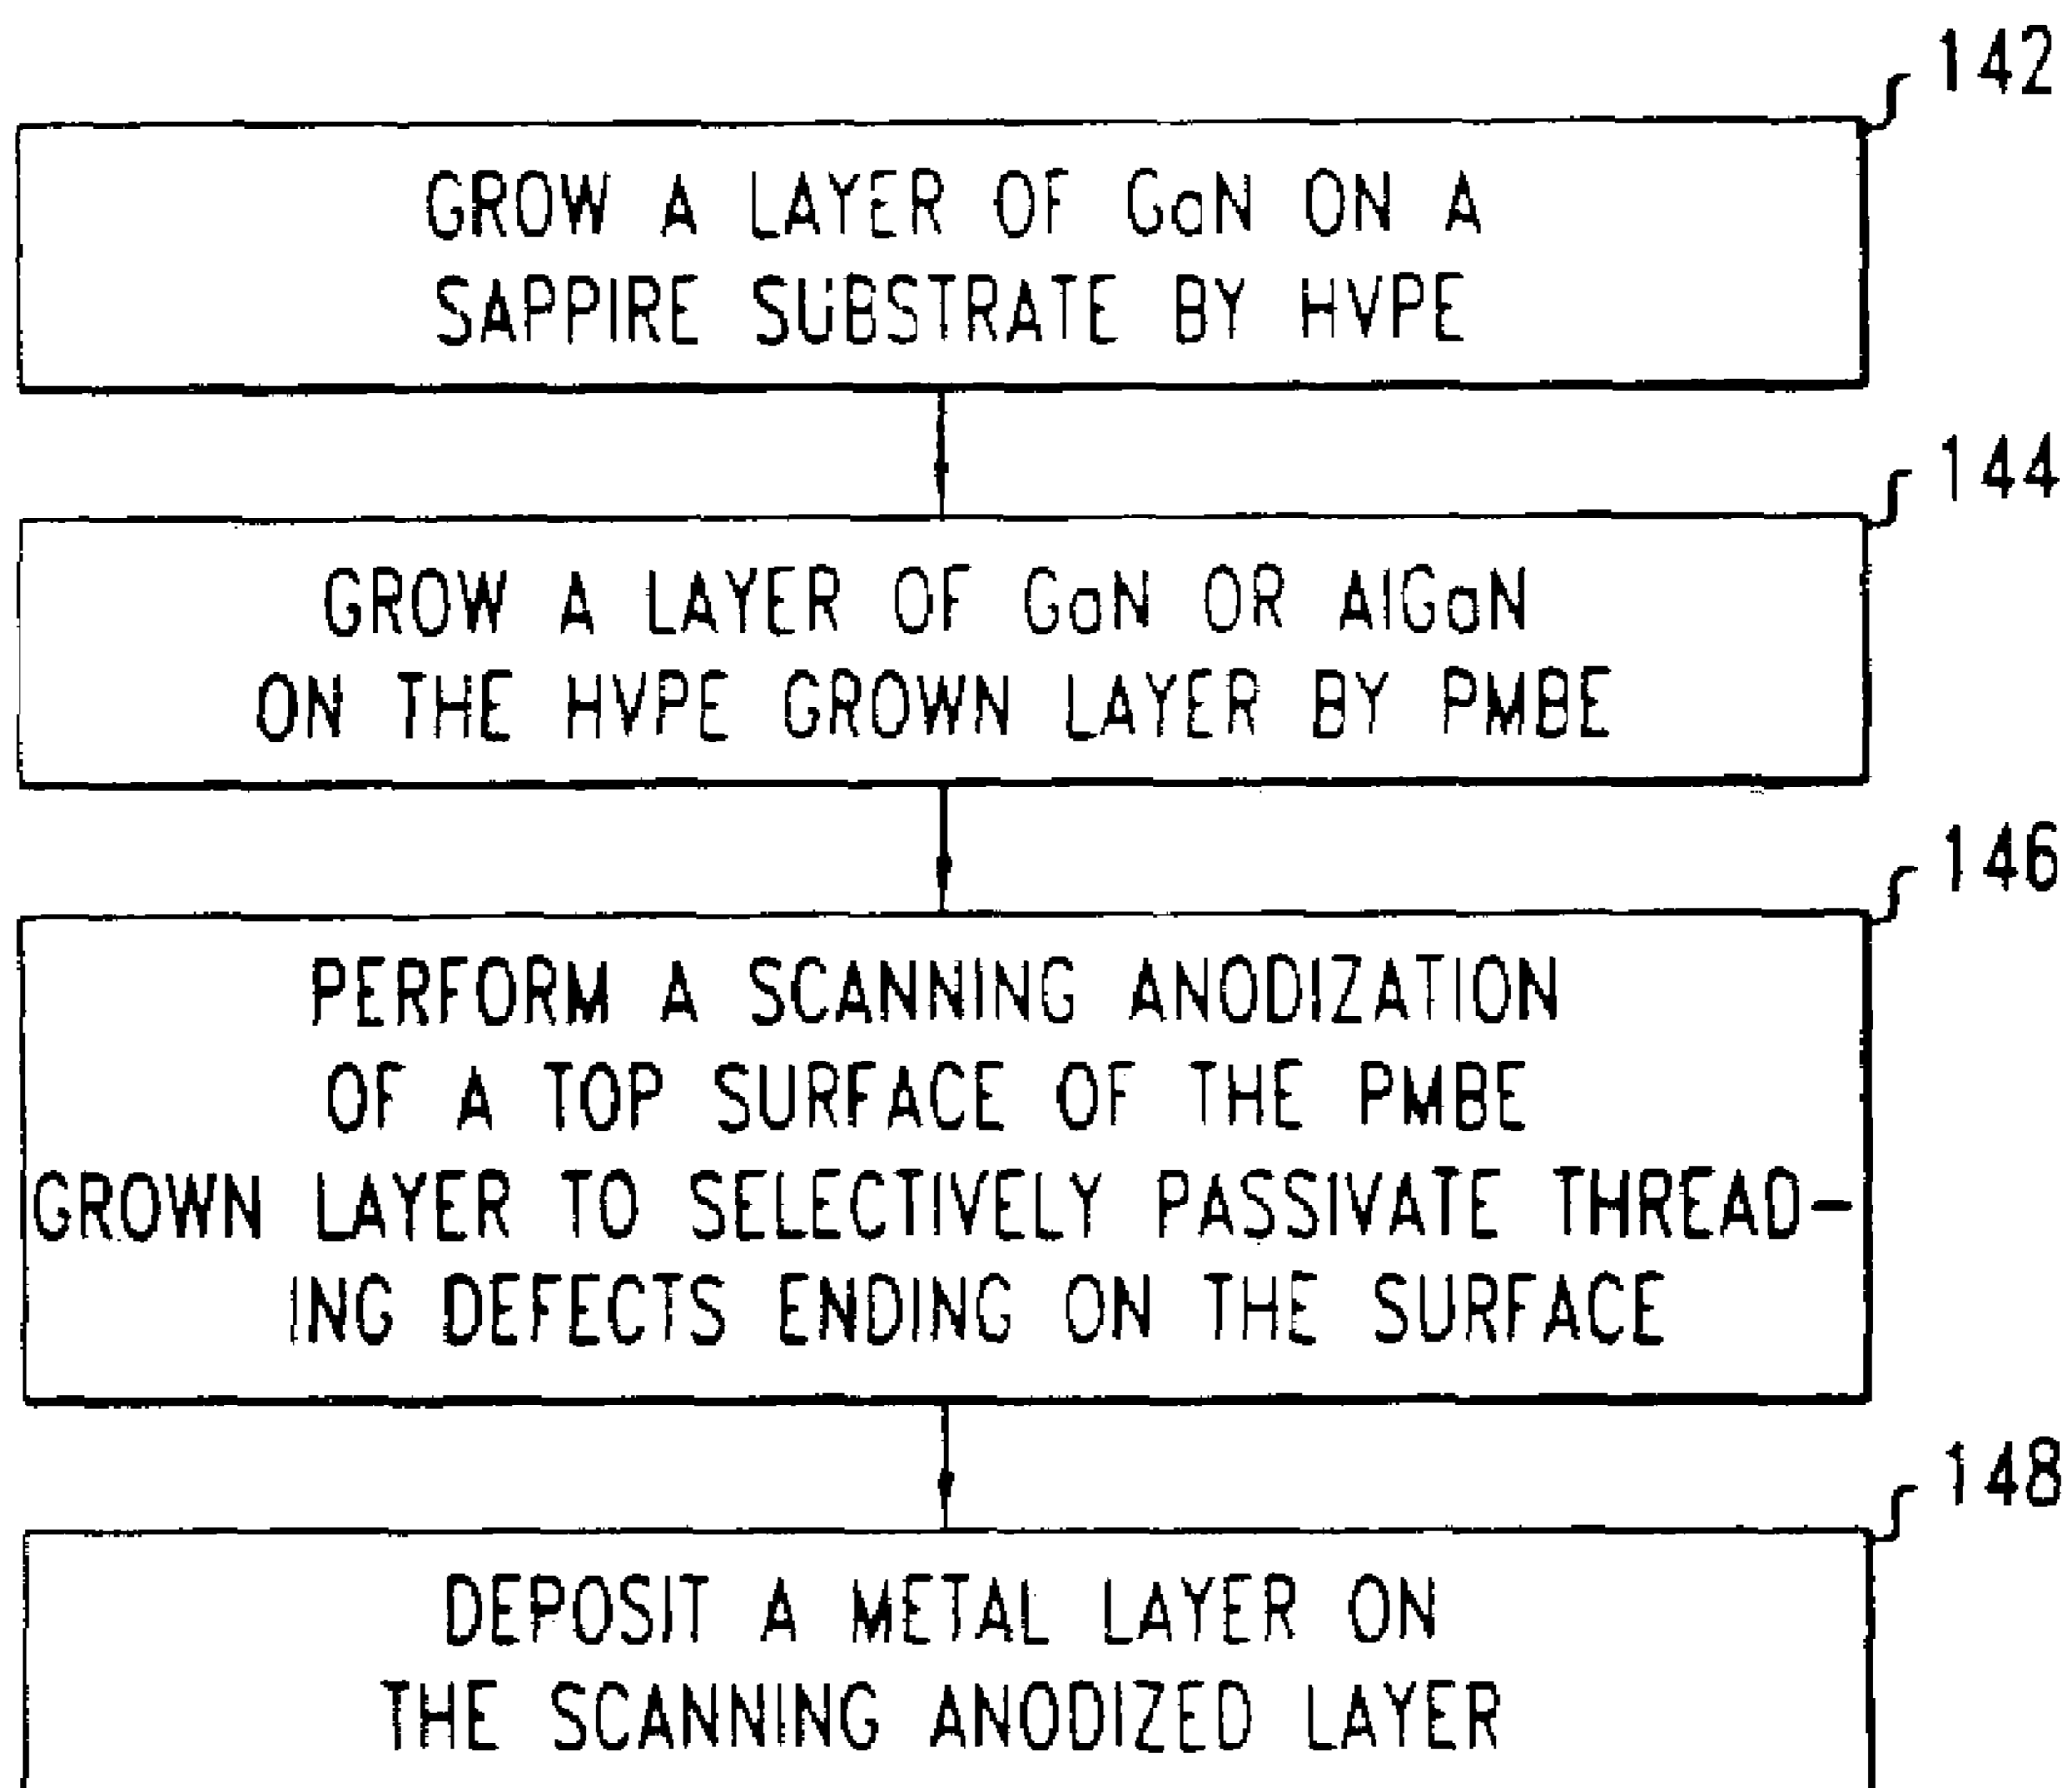 142
GROW A LAYER OF GaN ON A
SAPPIRE SUBSTRATE BY HVPE
144
GROW A LAYER OF GaN OR AlGaN
ON THE HVPE GROWN LAYER BY PMBE
146
PERFORM A SCANNING ANODIZATION
OF A TOP SURFACE OF THE PMBE
GROWN LAYER TO SELECTIVELY PASSIVATE THREAD-
ING DEFECTS ENDING ON THE SURFACE
148
DEPOSIT A METAL LAYER ON
THE SCANNING ANODIZED LAYER